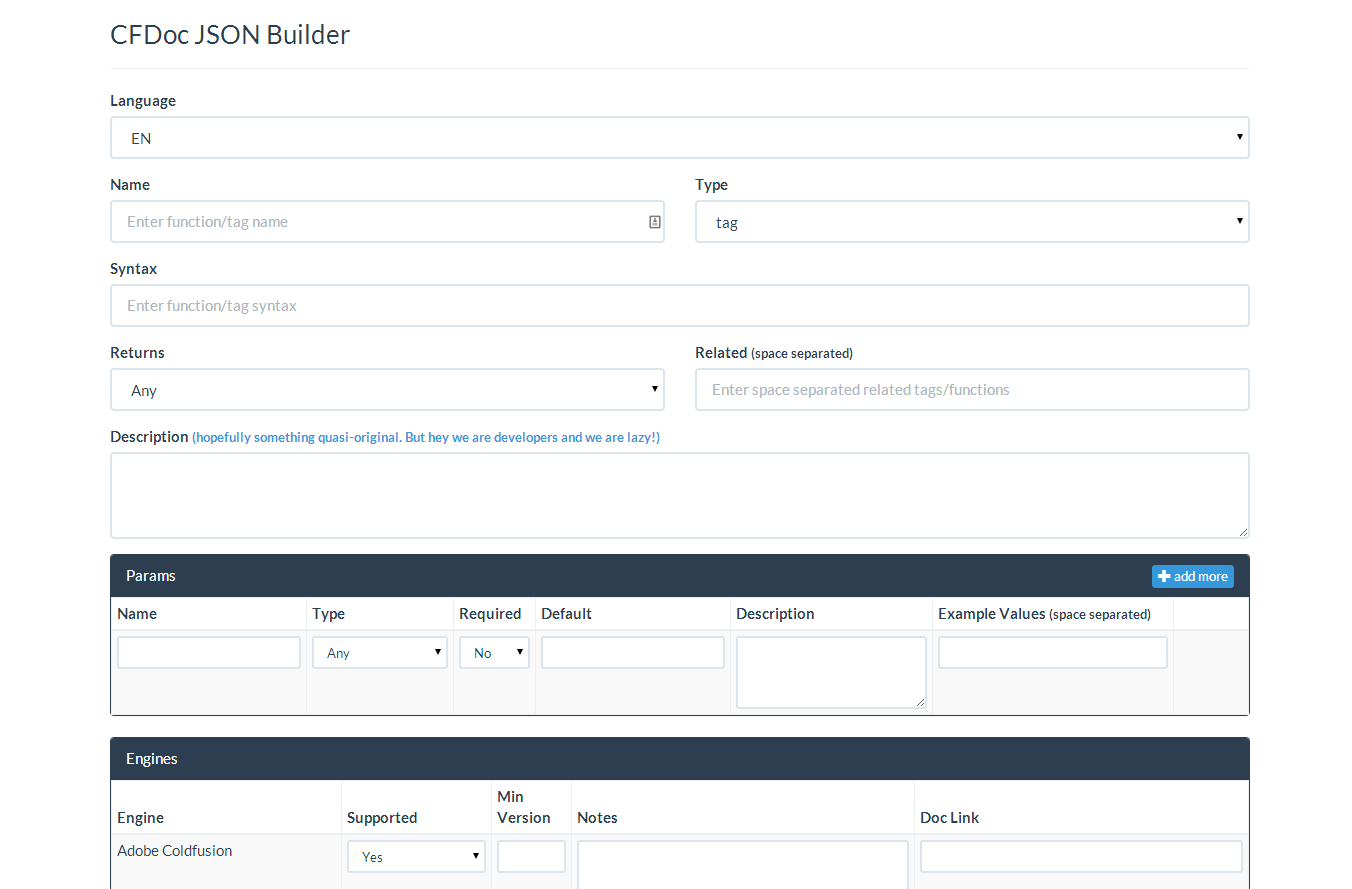 CFDoc JSON Builder
Language
EN
Name Type
Enter function/tag name tag
Syntax
Enter function/tag syntax
Returns Related (space separated)
Any Enter space separated related tags/functions
Description (hopefully something quasi-original. But hey we are developers and we are lazy!)
Params add more
Name Type Required Default Description Example Values (space separated)
Any No
Engines
Engine Supported Min Version Notes Doc Link
Adobe Coldfusion Yes